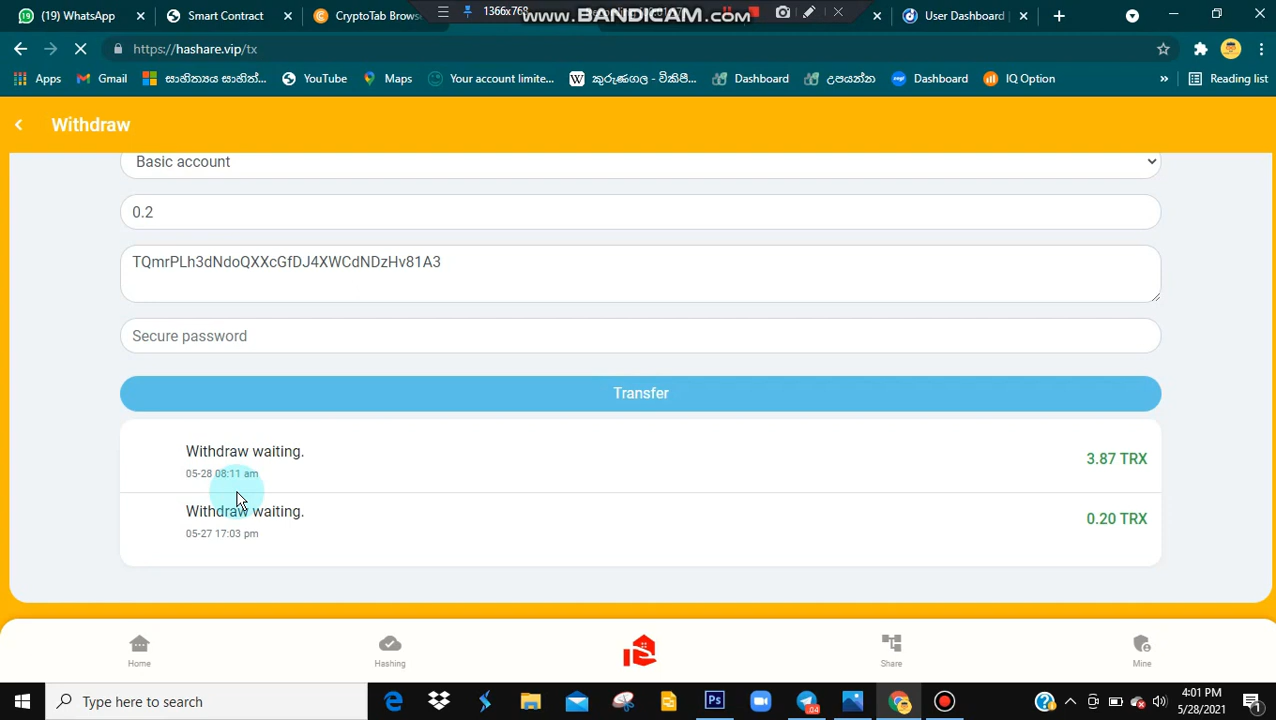 (19) WhatsApp
Smart Contract
CryptoTab Brows
1366x768
www.BANDICAM.com
User Dashboard
https://hashare.vip/tx
Apps
Gmail
සාහිත්‍යය සාහිත්...
YouTube
Maps
Your account limite...
කුරුණෑගල - විකිපී...
Dashboard
උපයන්න
Dashboard
IQ Option
»
Reading list
Withdraw
Basic account
0.2
TQmrPLh3dNdoQXXcGfDJ4XWCdNDzHv81A3
Secure password
Transfer
Withdraw waiting.
3.87 TRX
05-28 08:11 am
Withdraw waiting.
0.20 TRX
05-27 17:03 pm
Home
Hashing
Share
Mine
Type here to search
04
4:01 PM
5/28/2021
1